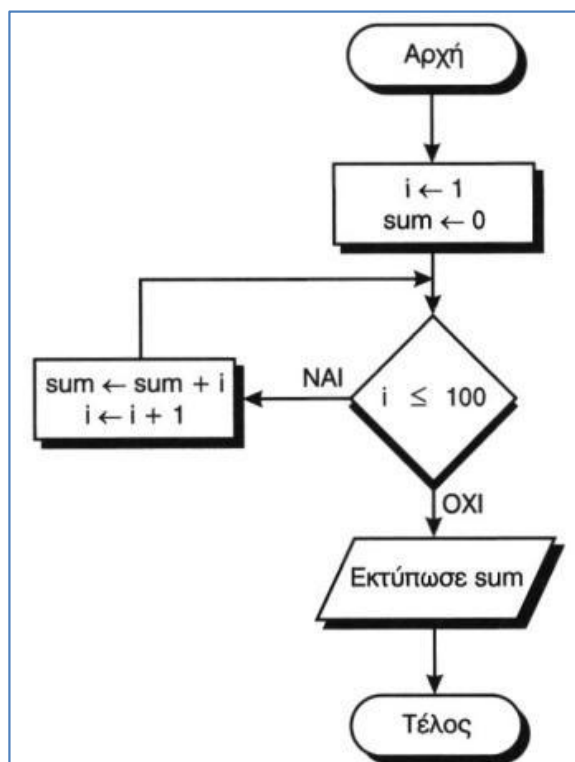 Αρχή
i ← 1
sum ← 0
i ≤ 100
ΝΑΙ
sum ← sum + i
i ← i + 1
ΟΧΙ
Εκτύπωσε sum
Τέλος